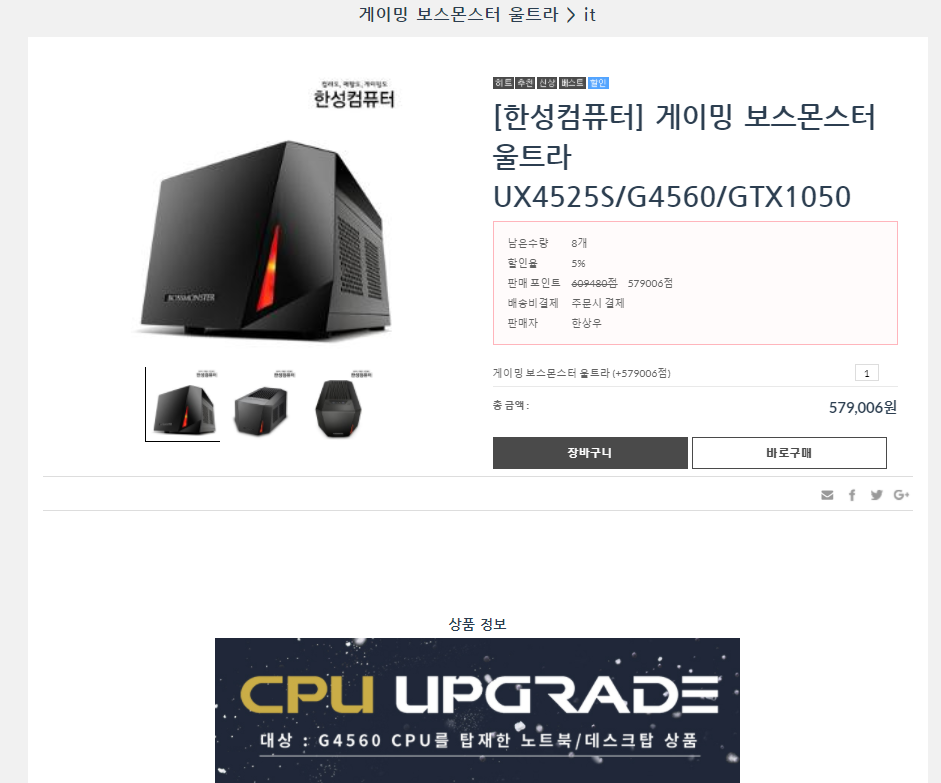 게이밍 보스몬스터 울트라 > it
컴퓨터도, 제탑도, 게이밍도
한성컴퓨터
BOSSMONSTER
히트 추천 신상 베스트 할인
[한성컴퓨터] 게이밍 보스몬스터
울트라
UX4525S/G4560/GTX1050
남은수량 8개
할인율 5%
판매 포인트 609480점 579006점
배송비결제 주문시 결제
판매자 한상우
게이밍 보스몬스터 울트라 (+579006점) 1
총 금액 : 579,006원
장바구니 바로구매
상품 정보
CPU UPGRADE
대상 : G4560 CPU를 탑재한 노트북/데스크탑 상품